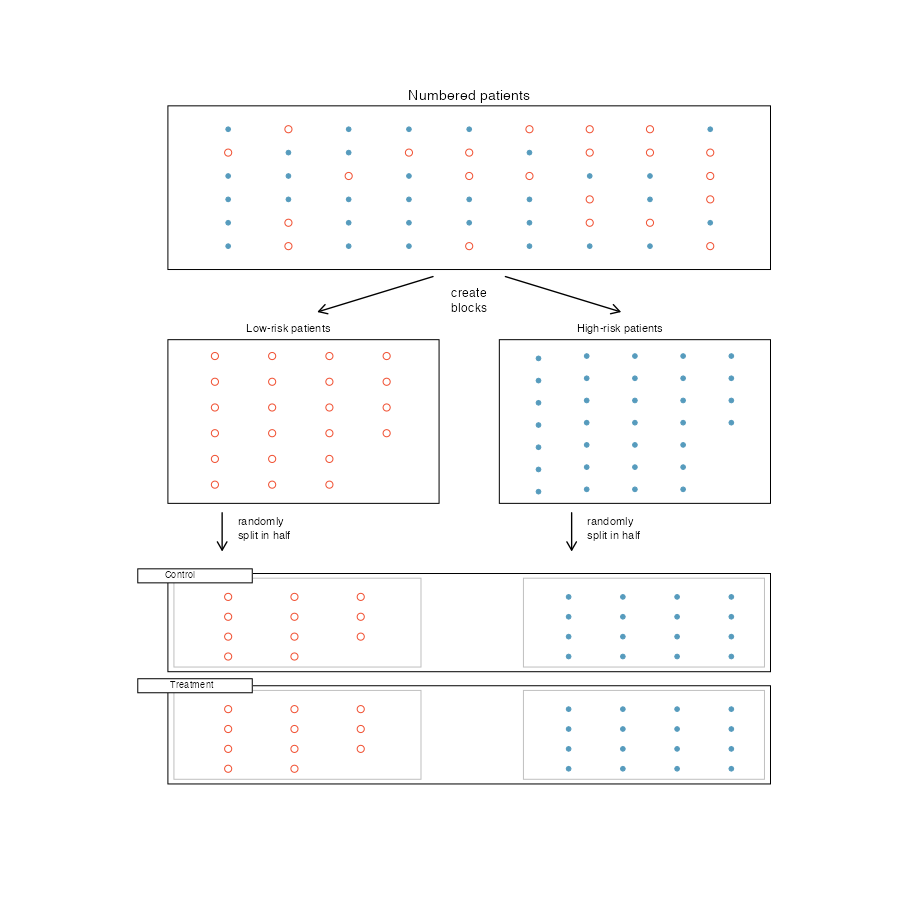 Numbered patients
create
blocks
Low-risk patients
High-risk patients
randomly
split in half
randomly
split in half
Control
Treatment